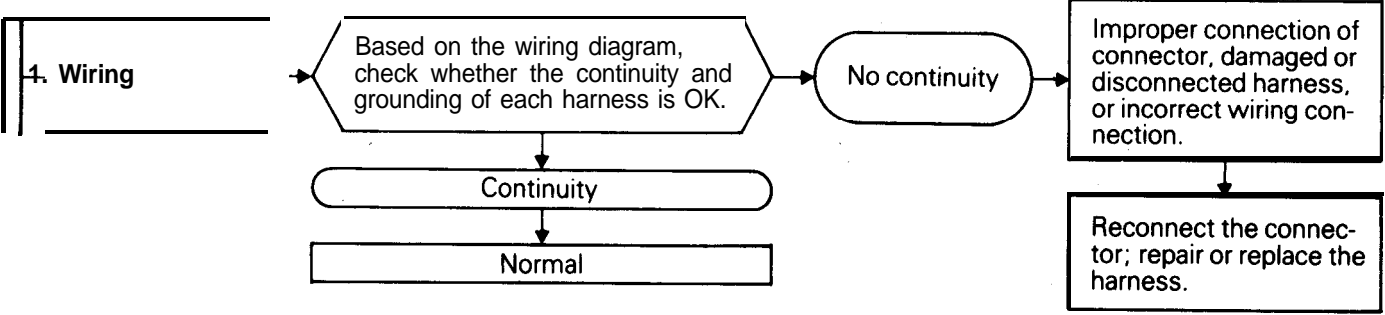 1. Wiring
Based on the wiring diagram,
check whether the continuity and
grounding of each harness is OK.
No continuity
Improper connection of
connector, damaged or
disconnected harness,
or incorrect wiring con-
nection.
Continuity
Reconnect the connec-
tor; repair or replace the
harness.
Normal